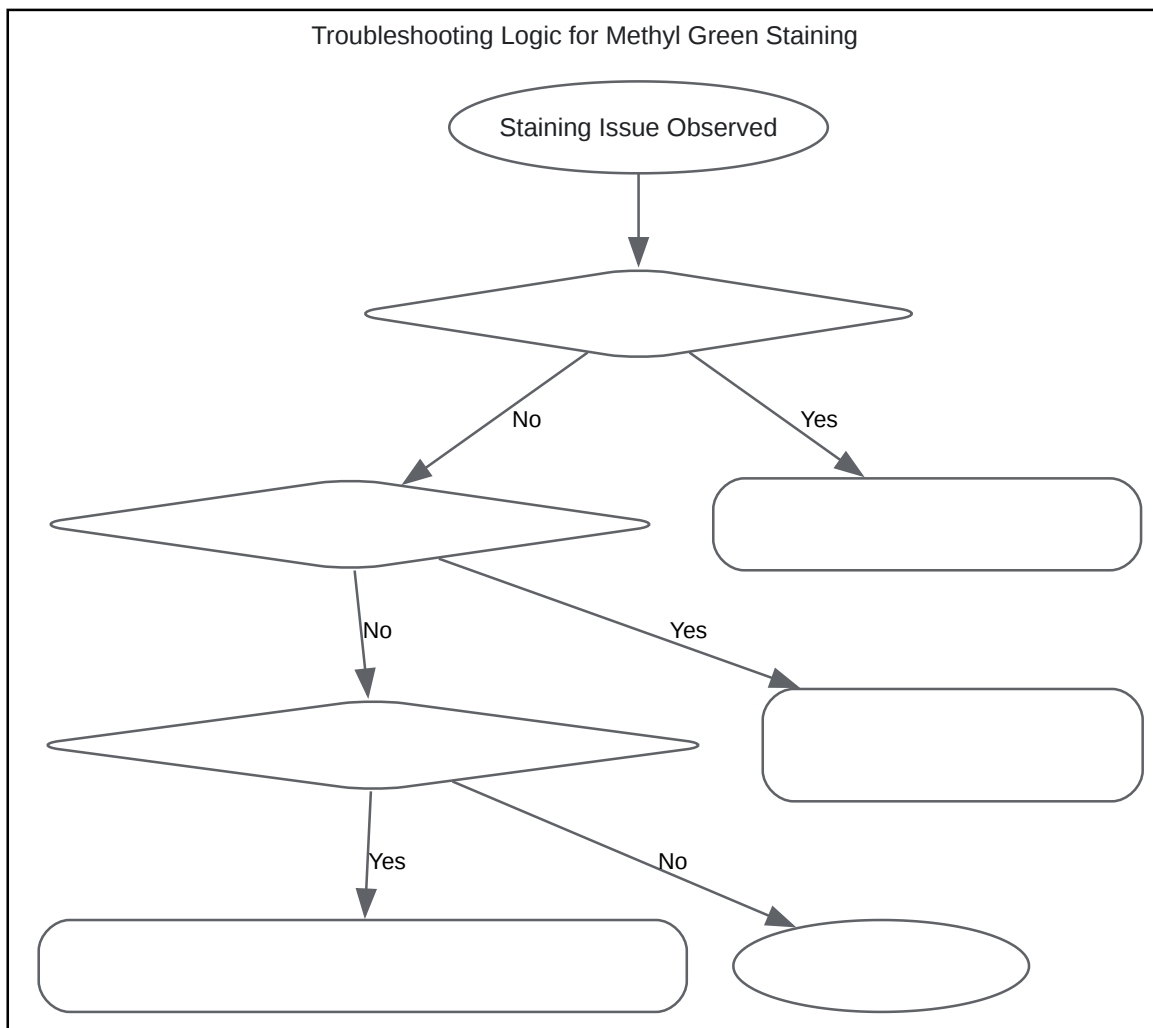 Troubleshooting Logic for Methyl Green Staining
Staining Issue Observed
No
Yes
No
Yes
Yes
No